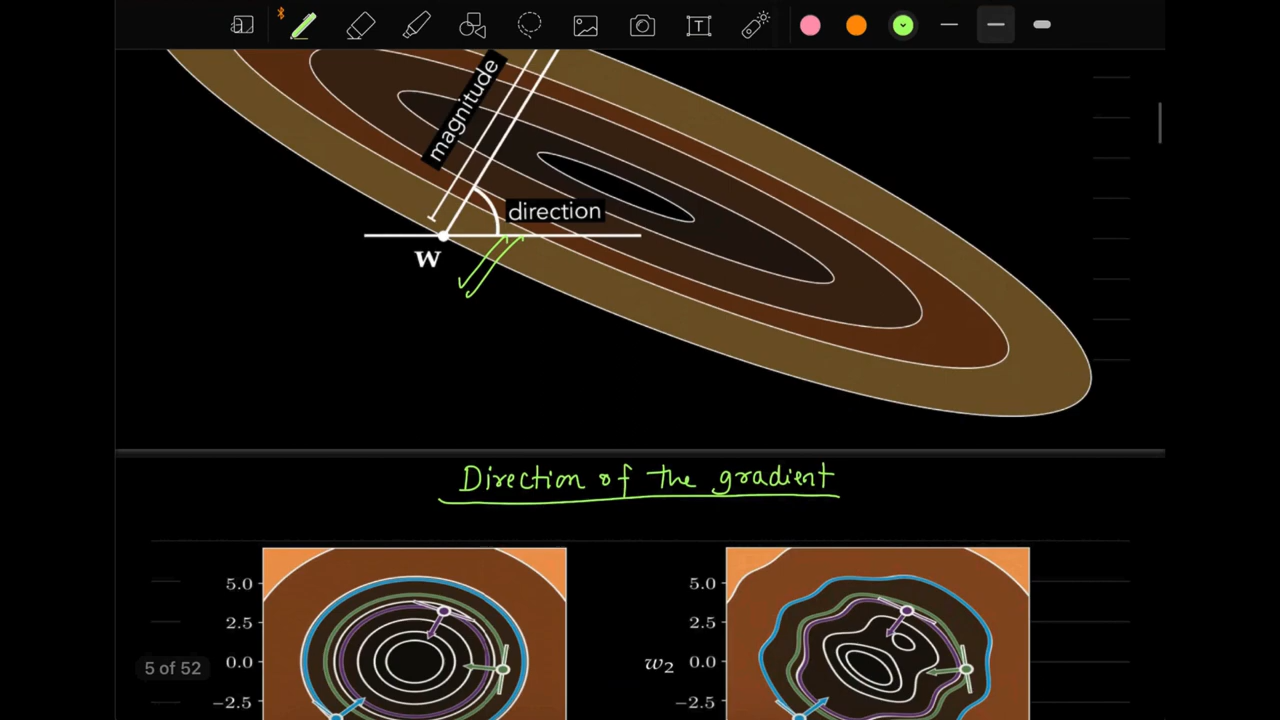 T
magnitude
direction
w
Direction of the gradient
5.0
2.5
0.0
−2.5
w₂
5.0
2.5
0.0
−2.5
5 of 52